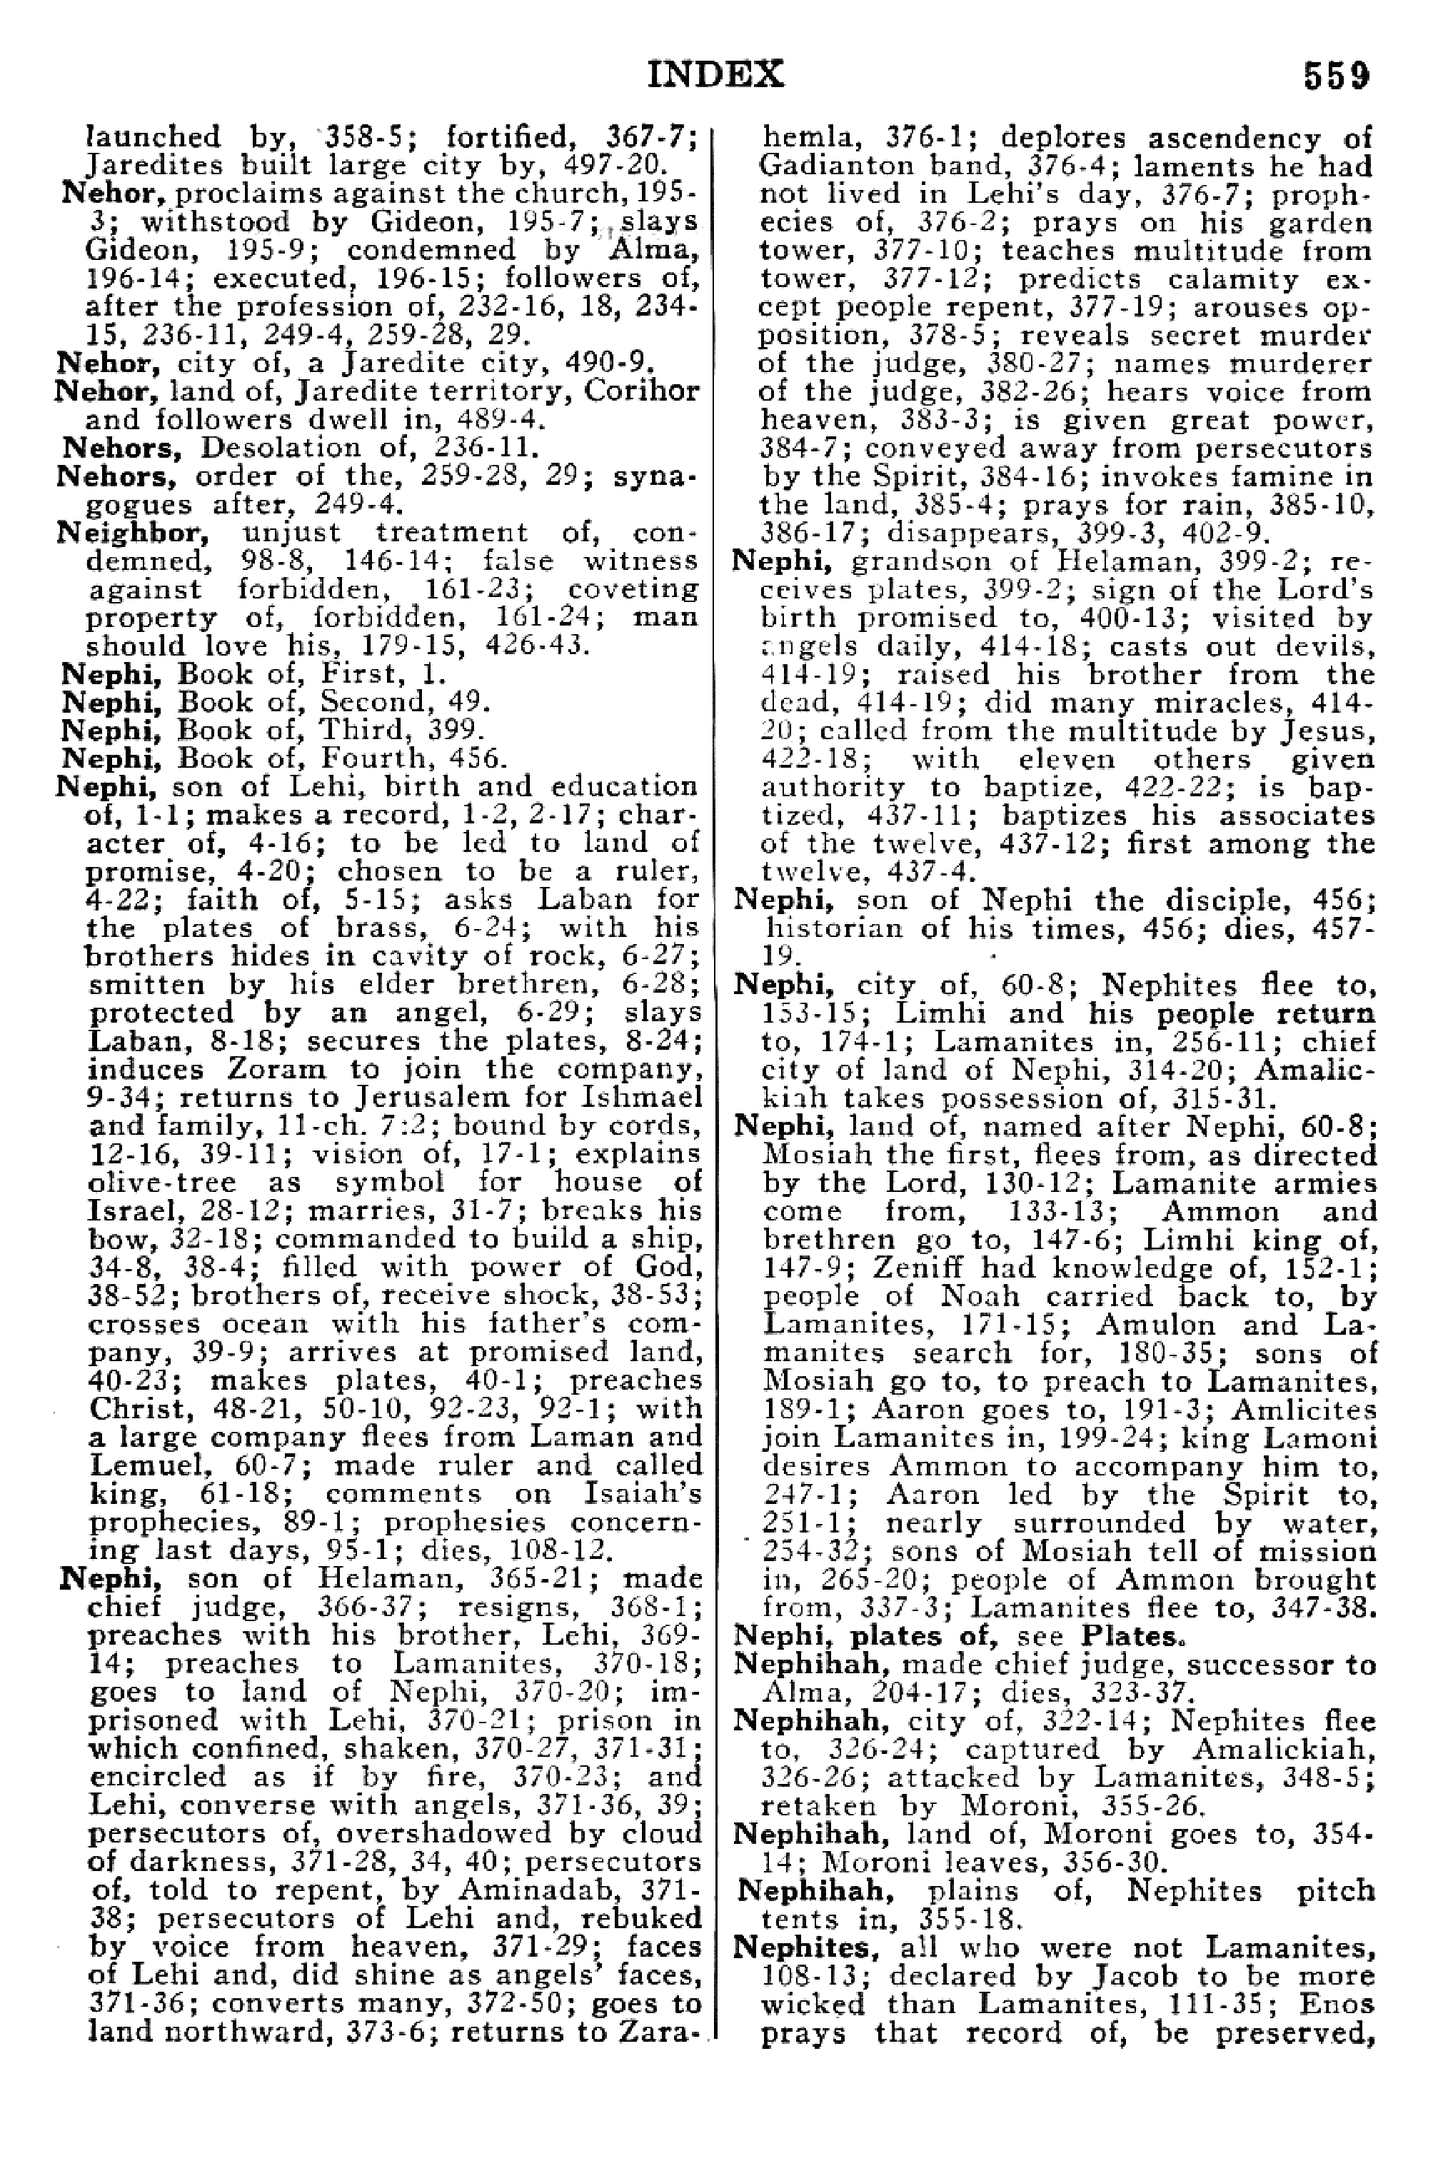 INDEX 559
launched by, 358-5; fortified, 367-7;
Jaredites built large city by, 497-20.
Nehor, proclaims against the church, 195-
3; withstood by Gideon, 195-7; slays
Gideon, 195-9; condemned by Alma,
196-14; executed, 196-15; followers of,
after the profession of, 232-16, 18, 234-
15, 236-11, 249-4, 259-28, 29.
Nehor, city of, a Jaredite city, 490-9.
Nehor, land of, Jaredite territory, Corihor
and followers dwell in, 489-4.
Nehors, Desolation of, 236-11.
Nehors, order of the, 259-28, 29; syna-
gogues after, 249-4.
Neighbor, unjust treatment of, con-
demned, 98-8, 146-14; false witness
against forbidden, 161-23; coveting
property of, forbidden, 161-24; man
should love his, 179-15, 426-43.
Nephi, Book of, First, 1.
Nephi, Book of, Second, 49.
Nephi, Book of, Third, 399.
Nephi, Book of, Fourth, 456.
Nephi, son of Lehi, birth and education
of, 1-1; makes a record, 1-2, 2-17; char-
acter of, 4-16; to be led to land of
promise, 4-20; chosen to be a ruler,
4-22; faith of, 5-15; asks Laban for
the plates of brass, 6-24; with his
brothers hides in cavity of rock, 6-27;
smitten by his elder brethren, 6-28;
protected by an angel, 6-29; slays
Laban, 8-18; secures the plates, 8-24;
induces Zoram to join the company,
9-34; returns to Jerusalem for Ishmael
and family, 11-ch. 7:2; bound by cords,
12-16, 39-11; vision of, 17-1; explains
olive-tree as symbol for house of
Israel, 28-12; marries, 31-7; breaks his
bow, 32-18; commanded to build a ship,
34-8, 38-4; filled with power of God,
38-52; brothers of, receive shock, 38-53;
crosses ocean with his father's com-
pany, 39-9; arrives at promised land,
40-23; makes plates, 40-1; preaches
Christ, 48-21, 50-10, 92-23, 92-1; with
a large company flees from Laman and
Lemuel, 60-7; made ruler and called
king, 61-18; comments on Isaiah's
prophecies, 89-1; prophesies concern-
ing last days, 95-1; dies, 108-12.
Nephi, son of Helaman, 365-21; made
chief judge, 366-37; resigns, 368-1;
preaches with his brother, Lehi, 369-
14; preaches to Lamanites, 370-18;
goes to land of Nephi, 370-20; im-
prisoned with Lehi, 370-21; prison in
which confined, shaken, 370-27, 371-31;
encircled as if by fire, 370-23; and
Lehi, converse with angels, 371-36, 39;
persecutors of, overshadowed by cloud
of darkness, 371-28, 34, 40; persecutors
of, told to repent, by Aminadab, 371-
38; persecutors of Lehi and, rebuked
by voice from heaven, 371-29; faces
of Lehi and, did shine as angels' faces,
371-36; converts many, 372-50; goes to
land northward, 373-6; returns to Zara-
hemla, 376-1; deplores ascendency of
Gadianton band, 376-4; laments he had
not lived in Lehi's day, 376-7; proph-
ecies of, 376-2; prays on his garden
tower, 377-10; teaches multitude from
tower, 377-12; predicts calamity ex-
cept people repent, 377-19; arouses op-
position, 378-5; reveals secret murder
of the judge, 380-27; names murderer
of the judge, 382-26; hears voice from
heaven, 383-3; is given great power,
384-7; conveyed away from persecutors
by the Spirit, 384-16; invokes famine in
the land, 385-4; prays for rain, 385-10,
386-17; disappears, 399-3, 402-9.
Nephi, grandson of Helaman, 399-2; re-
ceives plates, 399-2; sign of the Lord's
birth promised to, 400-13; visited by
angels daily, 414-18; casts out devils,
414-19; raised his brother from the
dead, 414-19; did many miracles, 414-
20; called from the multitude by Jesus,
422-18; with eleven others given
authority to baptize, 422-22; is bap-
tized, 437-11; baptizes his associates
of the twelve, 437-12; first among the
twelve, 437-4.
Nephi, son of Nephi the disciple, 456;
historian of his times, 456; dies, 457-
19.
Nephi, city of, 60-8; Nephites flee to,
153-15; Limhi and his people return
to, 174-1; Lamanites in, 256-11; chief
city of land of Nephi, 314-20; Amalic-
kiah takes possession of, 315-31.
Nephi, land of, named after Nephi, 60-8;
Mosiah the first, flees from, as directed
by the Lord, 130-12; Lamanite armies
come from, 133-13; Ammon and
brethren go to, 147-6; Limhi king of,
147-9; Zeniff had knowledge of, 152-1;
people of Noah carried back to, by
Lamanites, 171-15; Amulon and La-
manites search for, 180-35; sons of
Mosiah go to, to preach to Lamanites,
189-1; Aaron goes to, 191-3; Amlicites
join Lamanites in, 199-24; king Lamoni
desires Ammon to accompany him to,
247-1; Aaron led by the Spirit to,
251-1; nearly surrounded by water,
254-32; sons of Mosiah tell of mission
in, 265-20; people of Ammon brought
from, 337-3; Lamanites flee to, 347-38.
Nephi, plates of, see Plates.
Nephihah, made chief judge, successor to
Alma, 204-17; dies, 323-37.
Nephihah, city of, 322-14; Nephites flee
to, 326-24; captured by Amalickiah,
326-26; attacked by Lamanites, 348-5;
retaken by Moroni, 355-26.
Nephihah, land of, Moroni goes to, 354-
14; Moroni leaves, 356-30.
Nephihah, plains of, Nephites pitch
tents in, 355-18.
Nephites, all who were not Lamanites,
108-13; declared by Jacob to be more
wicked than Lamanites, 111-35; Enos
prays that record of, be preserved,